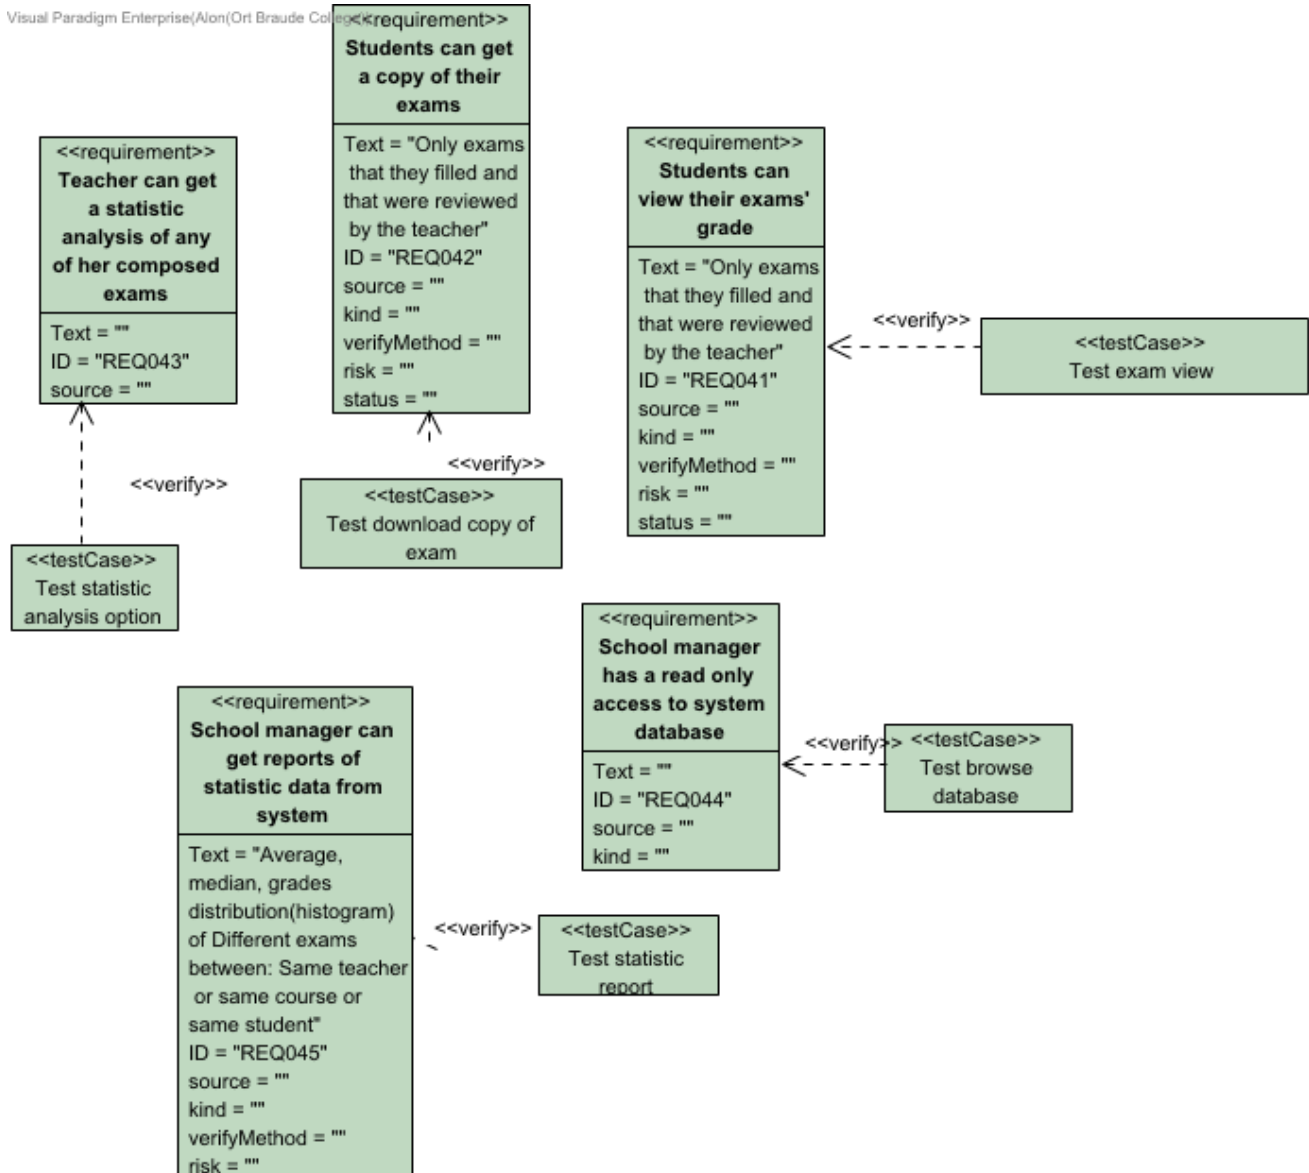 Visual Paradigm Enterprise(Alon(Ort Braude College))
<<requirement>>
Students can get
a copy of their
exams
Text = "Only exams
that they filled and
that were reviewed
by the teacher"
ID = "REQ042"
source = ""
kind = ""
verifyMethod = ""
risk = ""
status = ""
<<requirement>>
Teacher can get
a statistic
analysis of any
of her composed
exams
Text = ""
ID = "REQ043"
source = ""
<<requirement>>
Students can
view their exams'
grade
Text = "Only exams
that they filled and
that were reviewed
by the teacher"
ID = "REQ041"
source = ""
kind = ""
verifyMethod = ""
risk = ""
status = ""
<<verify>>
<<testCase>>
Test exam view
<<verify>>
<<testCase>>
Test download copy of
exam
<<verify>>
<<testCase>>
Test statistic
analysis option
<<requirement>>
School manager
has a read only
access to system
database
Text = ""
ID = "REQ044"
source = ""
kind = ""
<<verify>>
<<testCase>>
Test browse
database
<<requirement>>
School manager can
get reports of
statistic data from
system
Text = "Average,
median, grades
distribution(histogram)
of Different exams
between: Same teacher
or same course or
same student"
ID = "REQ045"
source = ""
kind = ""
verifyMethod = ""
risk = ""
<<verify>>
<<testCase>>
Test statistic
report